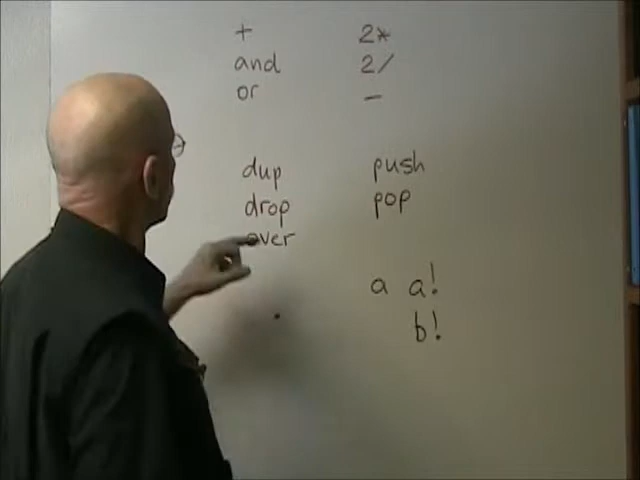 + 2*
and 2/
or -
dup push
drop pop
over
a a!
. b!